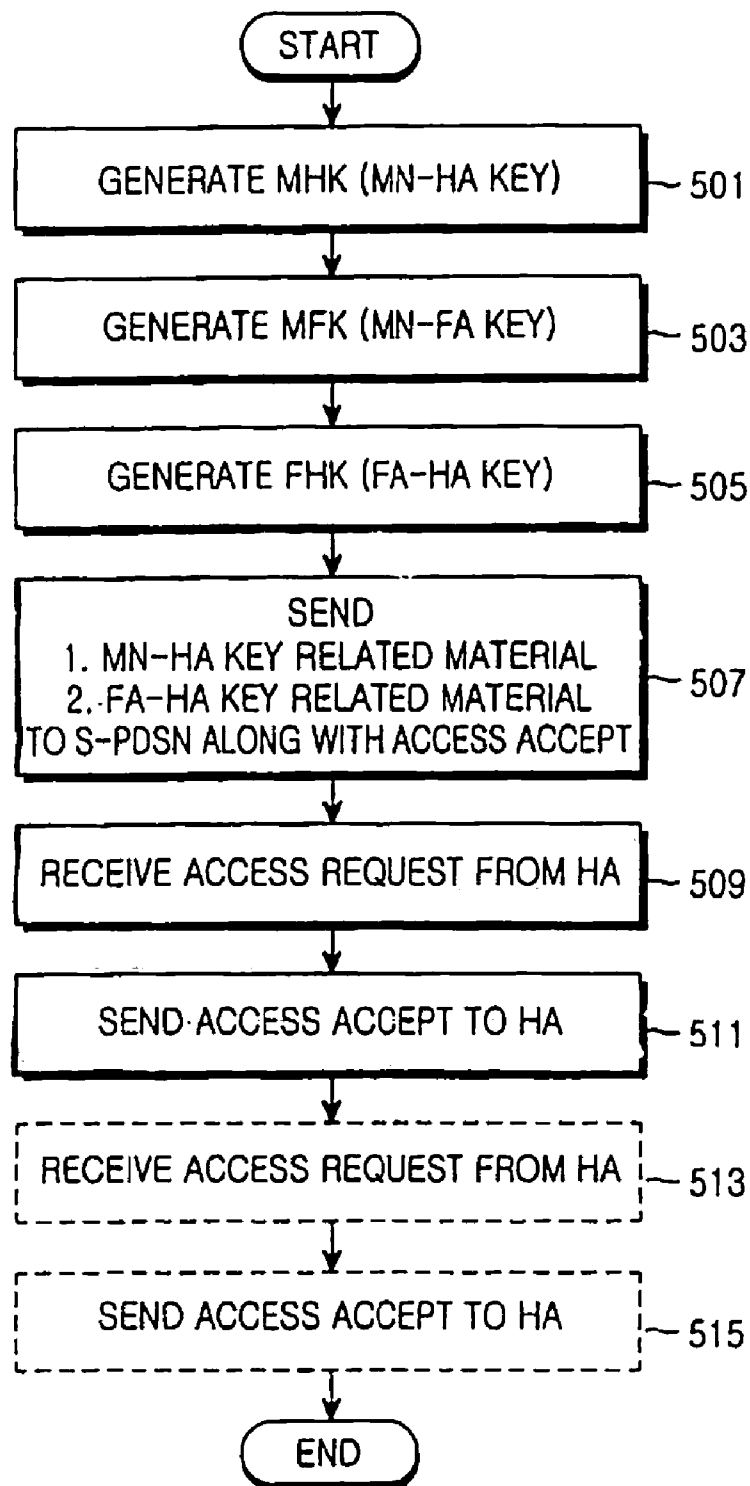 START
GENERATE MHK (MN-HA KEY)
501
GENERATE MFK (MN-FA KEY)
503
GENERATE FHK (FA-HA KEY)
505
SEND
1. MN-HA KEY RELATED MATERIAL
2. FA-HA KEY RELATED MATERIAL
TO S-PDSN ALONG WITH ACCESS ACCEPT
507
RECEIVE ACCESS REQUEST FROM HA
509
SEND ACCESS ACCEPT TO HA
511
RECEIVE ACCESS REQUEST FROM HA
513
SEND ACCESS ACCEPT TO HA
515
END